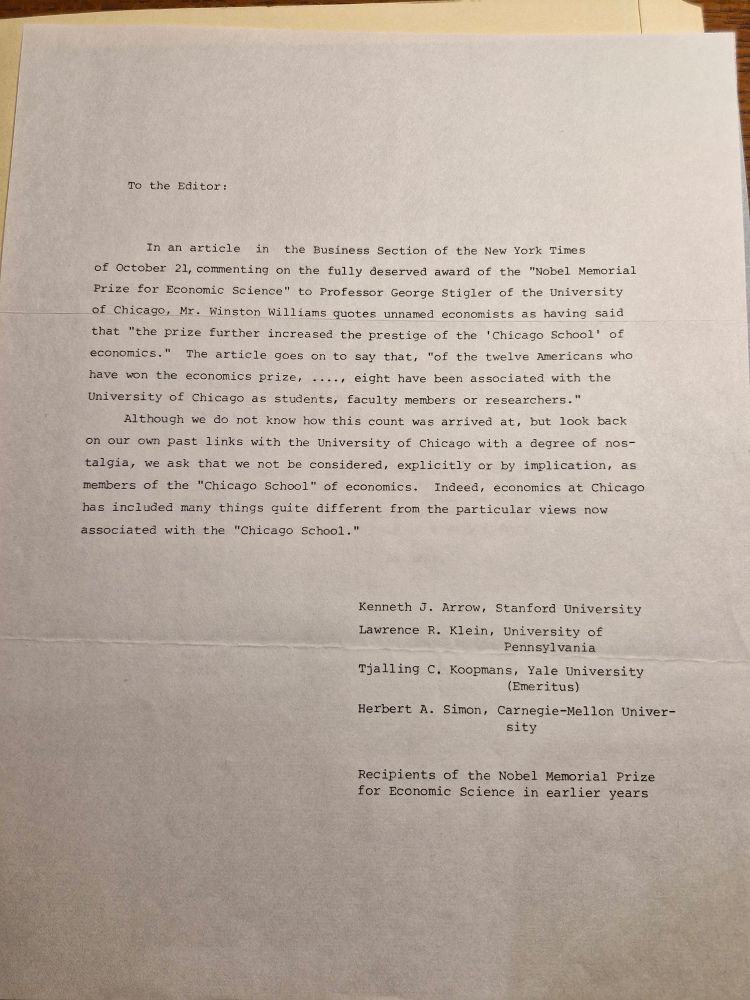 To the Editor:
In an article in the Business Section of the New York Times
of October 21, commenting on the fully deserved award of the "Nobel Memorial
Prize for Economic Science" to Professor George Stigler of the University
of Chicago, Mr. Winston Williams quotes unnamed economists as having said
that "the prize further increased the prestige of the 'Chicago School' of
economics." The article goes on to say that, "of the twelve Americans who
have won the economics prize, ...., eight have been associated with the
University of Chicago as students, faculty members or researchers."
Although we do not know how this count was arrived at, but look back
on our own past links with the University of Chicago with a degree of nos-
talgia, we ask that we not be considered, explicitly or by implication, as
members of the "Chicago School" of economics. Indeed, economics at Chicago
has included many things quite different from the particular views now
associated with the "Chicago School."
Kenneth J. Arrow, Stanford University
Lawrence R. Klein, University of
Pennsylvania
Tjalling C. Koopmans, Yale University
(Emeritus)
Herbert A. Simon, Carnegie-Mellon Univer-
sity
Recipients of the Nobel Memorial Prize
for Economic Science in earlier years